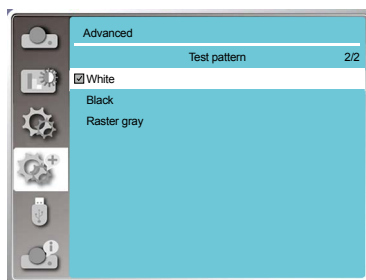 Advanced
Test pattern 2/2
White
Black
Raster gray